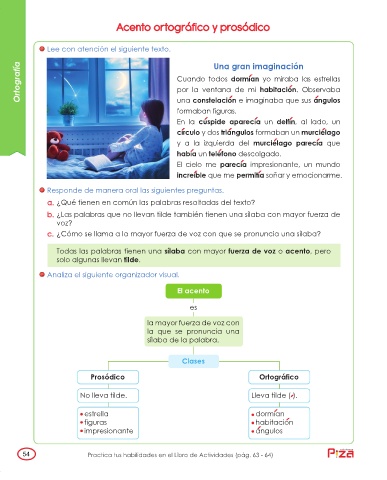 Acento ortográfico y prosódico
Ortografía
Lee con atención el siguiente texto.
Una gran imaginación
Cuando todos dormían yo miraba las estrellas
por la ventana de mi habitación. Observaba
una constelación e imaginaba que sus ángulos
formaban figuras.
En la cúspide aparecía un delfín, al lado, un
círculo y dos triángulos formaban un murciélago
y a la izquierda del murciélago parecía que
había un teléfono descolgado.
El cielo me parecía impresionante, un mundo
increíble que me permitía soñar y emocionarme.
Responde de manera oral las siguientes preguntas.
a. ¿Qué tienen en común las palabras resaltadas del texto?
b. ¿Las palabras que no llevan tilde también tienen una sílaba con mayor fuerza de
voz?
c. ¿Cómo se llama a la mayor fuerza de voz con que se pronuncia una sílaba?
Todas las palabras tienen una sílaba con mayor fuerza de voz o acento, pero
solo algunas llevan tilde.
Analiza el siguiente organizador visual.
El acento
es
la mayor fuerza de voz con
la que se pronuncia una
sílaba de la palabra.
Clases
Prosódico
Ortográfico
No lleva tilde.
Lleva tilde (´).
estrella
figuras
impresionante
dormían
habitación
ángulos
54
Practica tus habilidades en el Libro de Actividades (pág. 63 - 64)